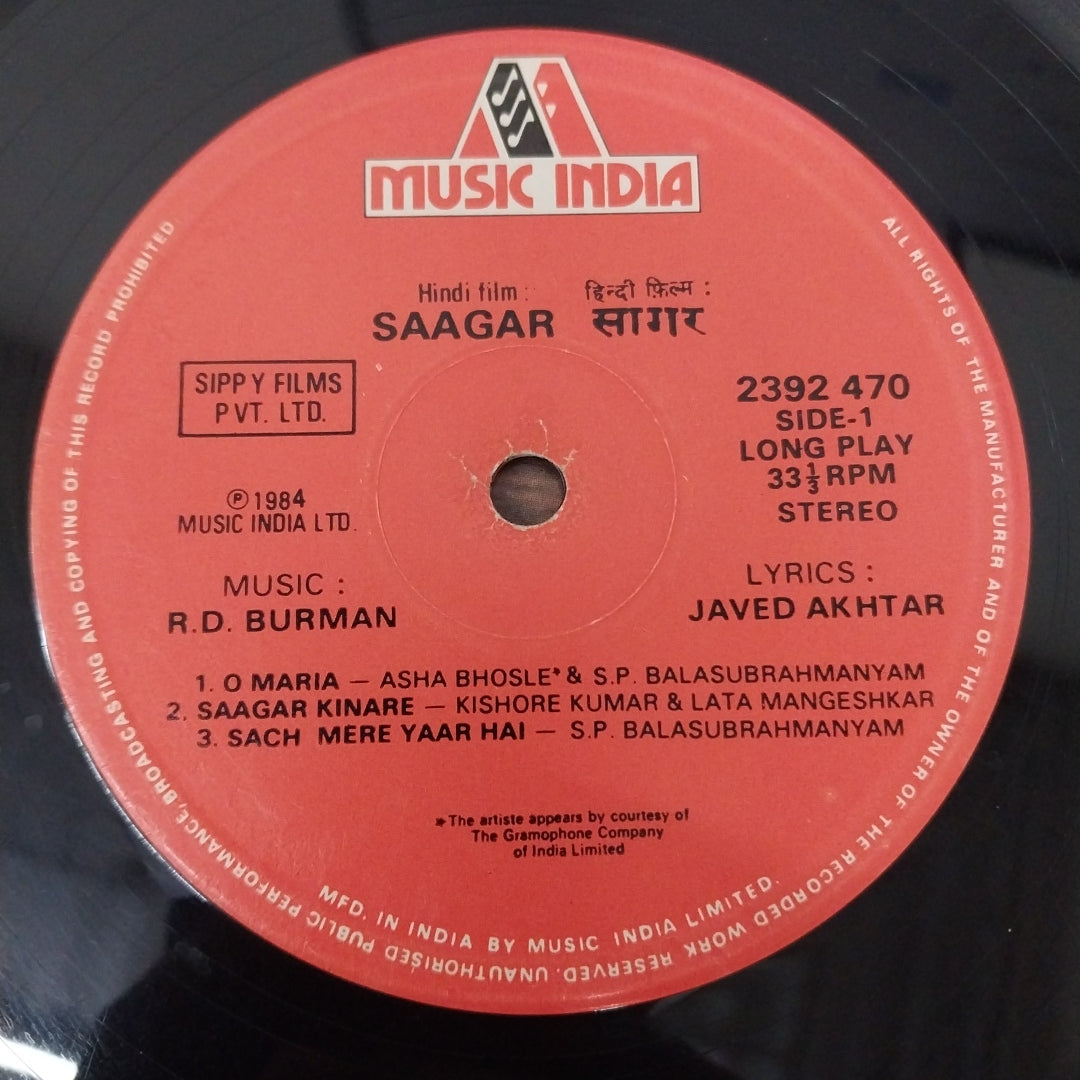 MUSIC INDIA
Hindi film : हिन्दी फ़िल्म :
SAAGAR सागर
SIPPY FILMS
PVT. LTD.
2392 470
SIDE-1
LONG PLAY
33⅓ RPM
STEREO
℗ 1984
MUSIC INDIA LTD.
MUSIC :
R.D. BURMAN
LYRICS :
JAVED AKHTAR
1. O MARIA — ASHA BHOSLE* & S.P. BALASUBRAHMANYAM
2. SAAGAR KINARE — KISHORE KUMAR & LATA MANGESHKAR
3. SACH MERE YAAR HAI — S.P. BALASUBRAHMANYAM
* The artiste appears by courtesy of
The Gramophone Company
of India Limited
MFD. IN INDIA BY MUSIC INDIA LIMITED.
ALL RIGHTS OF THE MANUFACTURER AND OF THE OWNER OF THE RECORDED WORK RESERVED. UNAUTHORISED PUBLIC PERFORMANCE, BROADCASTING AND COPYING OF THIS RECORD PROHIBITED